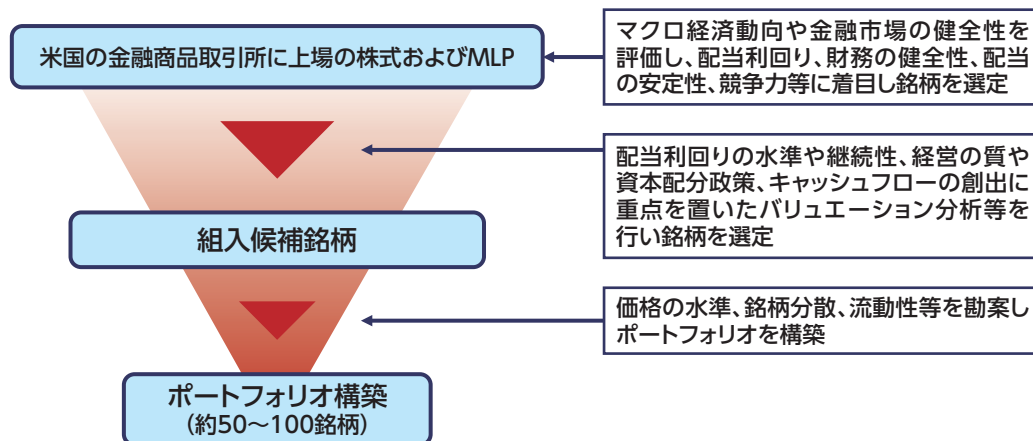 米国の金融商品取引所に上場の株式およびMLP
マクロ経済動向や金融市場の健全性を
評価し、配当利回り、財務の健全性、配当
の安定性、競争力等に着目し銘柄を選定
配当利回りの水準や継続性、経営の質や
資本配分政策、キャッシュフローの創出に
重点を置いたバリュエーション分析等を
行い銘柄を選定
組入候補銘柄
価格の水準、銘柄分散、流動性等を勘案し
ポートフォリオを構築
ポートフォリオ構築
(約50~100銘柄)